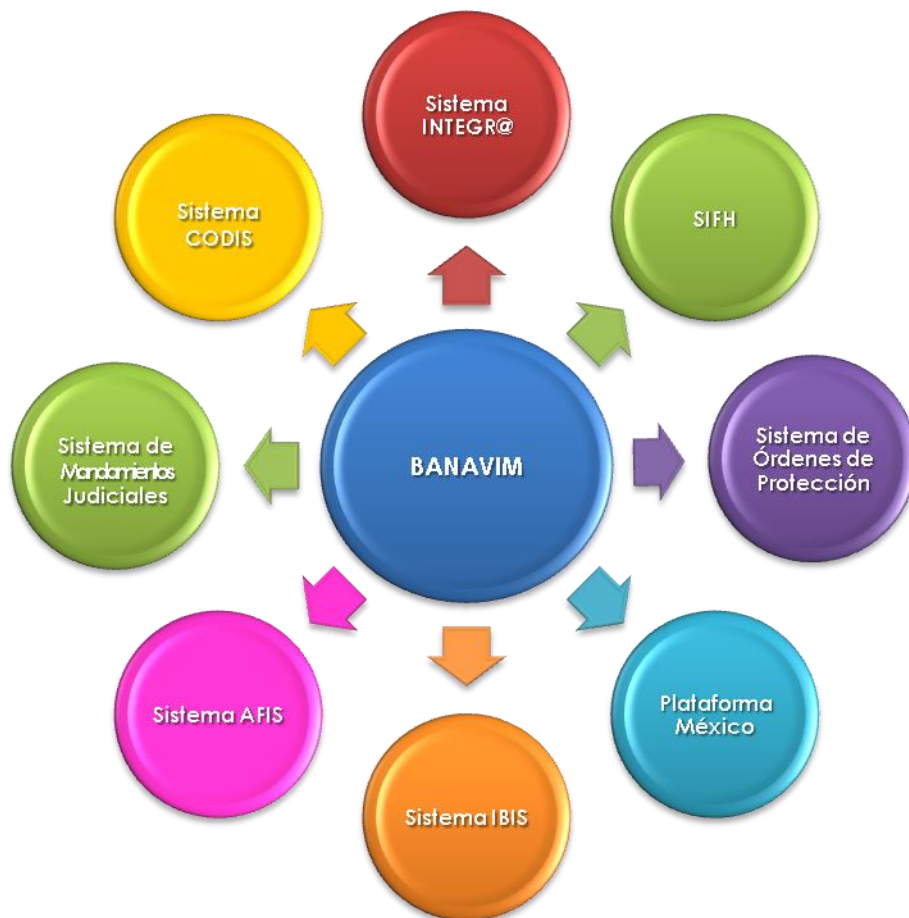 Sistema
INTEGR@
Sistema
CODIS
SIFH
Sistema de
Mandamientos
Judiciales
BANAVIM
Sistema de
Órdenes de
Protección
Sistema AFIS
Plataforma
México
Sistema IBIS